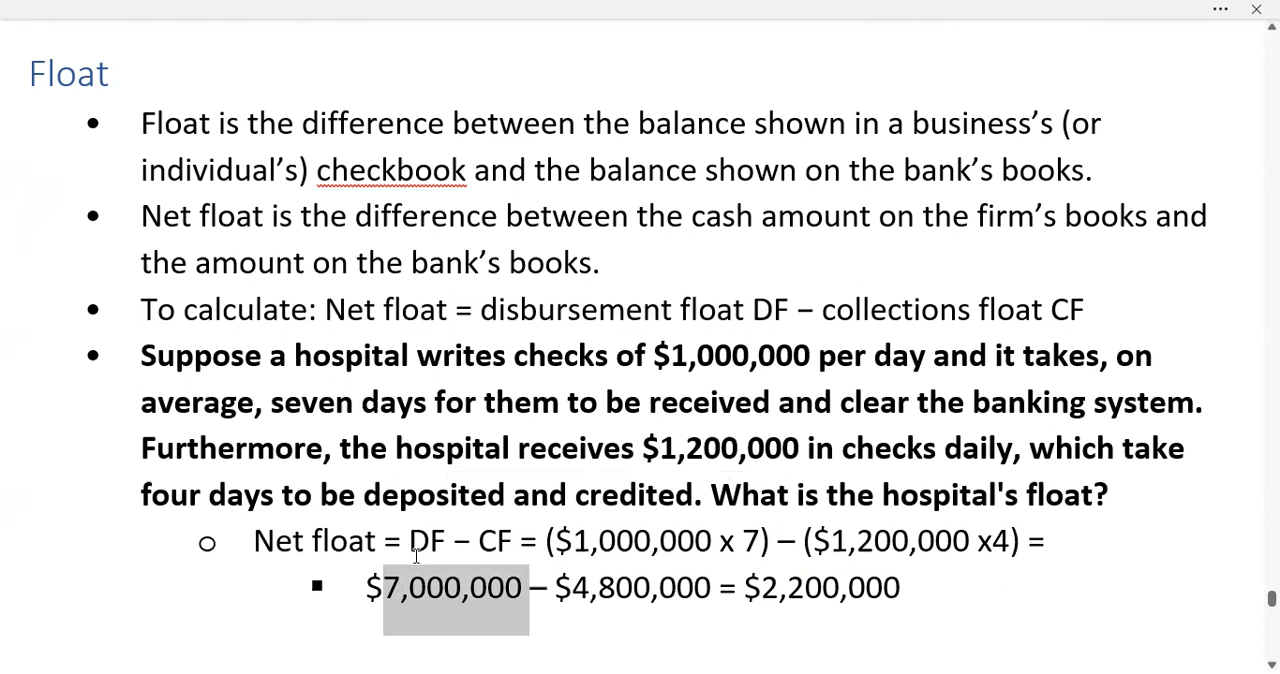 Float
• Float is the difference between the balance shown in a business’s (or
individual’s) checkbook and the balance shown on the bank’s books.
• Net float is the difference between the cash amount on the firm’s books and
the amount on the bank’s books.
• To calculate: Net float = disbursement float DF – collections float CF
• Suppose a hospital writes checks of $1,000,000 per day and it takes, on
average, seven days for them to be received and clear the banking system.
Furthermore, the hospital receives $1,200,000 in checks daily, which take
four days to be deposited and credited. What is the hospital's float?
o Net float = DF – CF = ($1,000,000 x 7) – ($1,200,000 x4) =
▪ $7,000,000 – $4,800,000 = $2,200,000